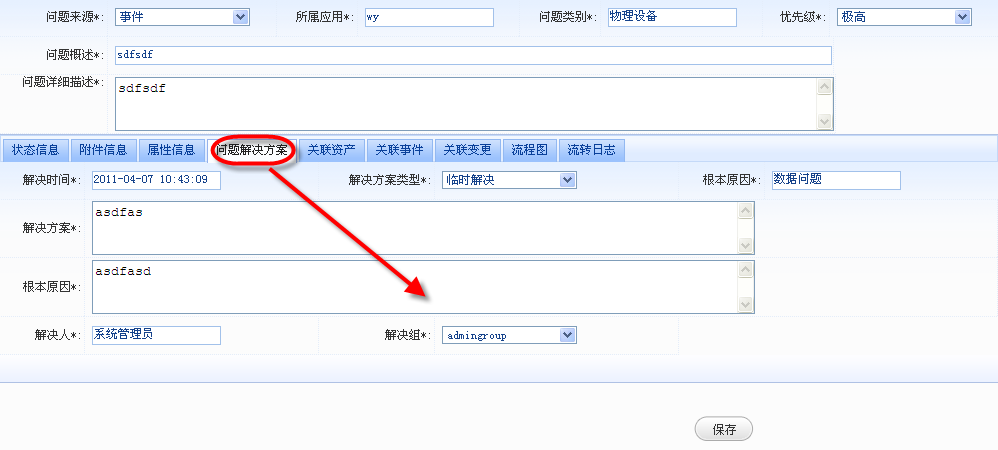 问题来源*: 事件 所属应用*: wy 问题类别*: 物理设备 优先级*: 极高
问题概述*: sdfsdf
问题详细描述*: sdfsdf
状态信息 附件信息 属性信息 问题解决方案 关联资产 关联事件 关联变更 流程图 流转日志
解决时间*: 2011-04-07 10:43:09 解决方案类型*: 临时解决 根本原因*: 数据问题
解决方案*: asdfas
根本原因*: asdfasd
解决人*: 系统管理员 解决组*: admingroup
保存